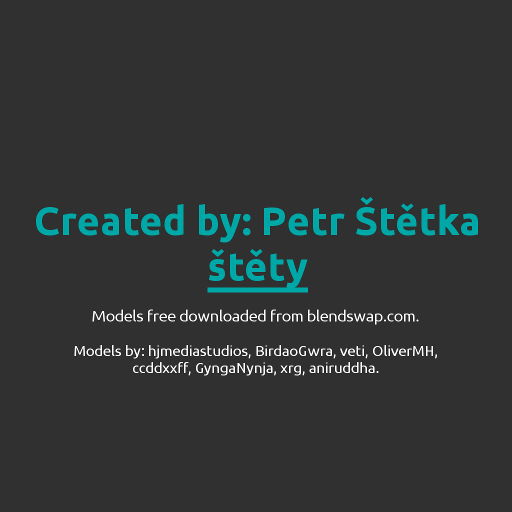 Created by: Petr Štětka
štěty
Models free downloaded from blendswap.com.
Models by: hjmediastudios, BirdaoGwra, veti, OliverMH,
ccddxxff, GyngaNynja, xrg, aniruddha.